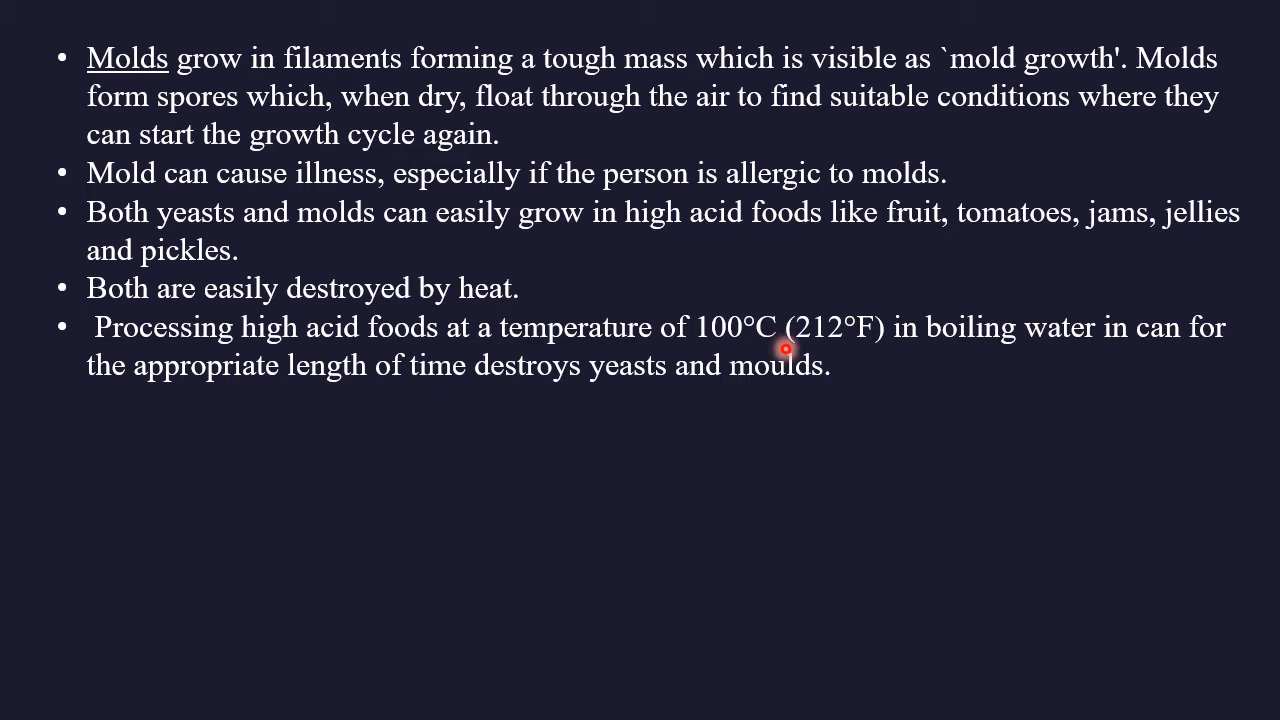 • Molds grow in filaments forming a tough mass which is visible as `mold growth'. Molds
form spores which, when dry, float through the air to find suitable conditions where they
can start the growth cycle again.
• Mold can cause illness, especially if the person is allergic to molds.
• Both yeasts and molds can easily grow in high acid foods like fruit, tomatoes, jams, jellies
and pickles.
• Both are easily destroyed by heat.
• Processing high acid foods at a temperature of 100°C (212°F) in boiling water in can for
the appropriate length of time destroys yeasts and moulds.